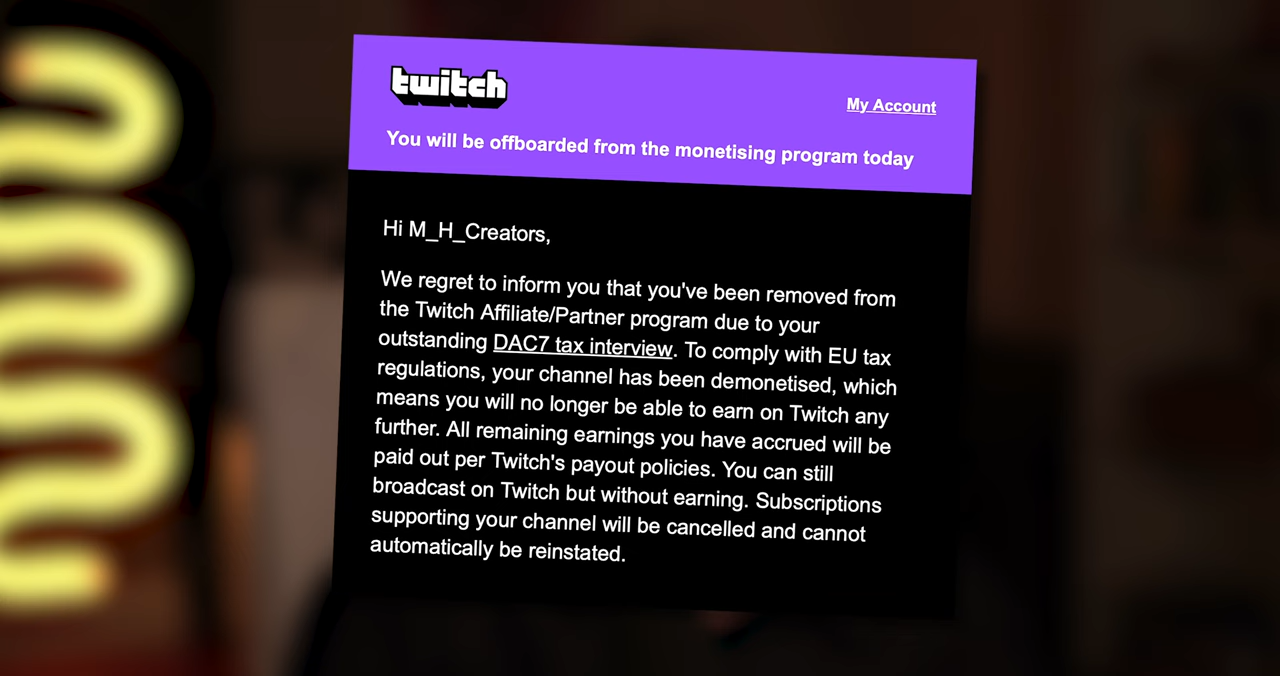 twitch
My Account
You will be offboarded from the monetising program today
Hi M_H_Creators,
We regret to inform you that you've been removed from
the Twitch Affiliate/Partner program due to your
outstanding DAC7 tax interview. To comply with EU tax
regulations, your channel has been demonetised, which
means you will no longer be able to earn on Twitch any
further. All remaining earnings you have accrued will be
paid out per Twitch's payout policies. You can still
broadcast on Twitch but without earning. Subscriptions
supporting your channel will be cancelled and cannot
automatically be reinstated.